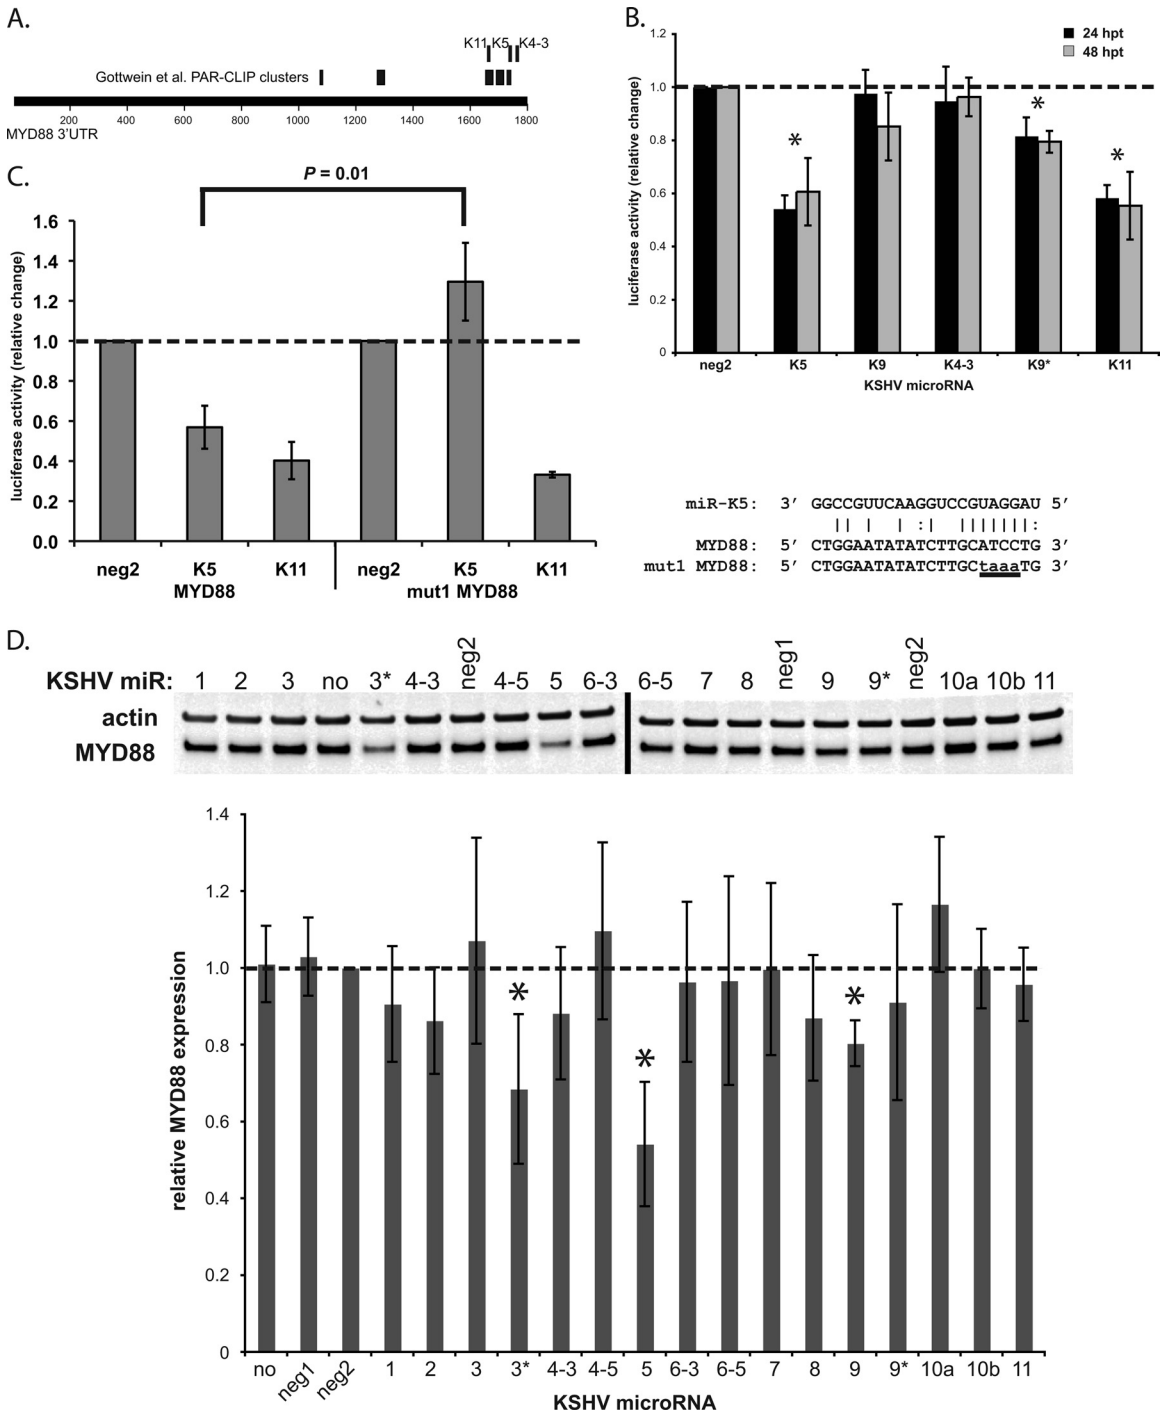 A.
K11 K5 K4-3
Gottwein et al. PAR-CLIP clusters
200 400 600 800 1000 1200 1400 1600 1800
MYD88 3'UTR
B.
24 hpt
48 hpt
luciferase activity (relative change)
1.2
1.0
0.8
0.6
0.4
0.2
0
* * *
neg2 K5 K9 K4-3 K9* K11
KSHV microRNA
C.
P = 0.01
luciferase activity (relative change)
1.6
1.4
1.2
1.0
0.8
0.6
0.4
0.2
0.0
neg2 K5 K11 neg2 K5 K11
MYD88 mut1 MYD88
miR-K5: 3′ GGCCGUUCAAGGUCCGUAGGAU 5′
|| | | :| |||||||:
MYD88: 5′ CTGGAATATATCTTGCATCCTG 3′
mut1 MYD88: 5′ CTGGAATATATCTTGCtaaaTG 3′
D.
KSHV miR: 1 2 3 no 3* 4-3 neg2 4-5 5 6-3 6-5 7 8 neg1 9 9* neg2 10a 10b 11
actin
MYD88
relative MYD88 expression
1.4
1.2
1.0
0.8
0.6
0.4
0.2
0
* * *
no neg1 neg2 1 2 3 3* 4-3 4-5 5 6-3 6-5 7 8 9 9* 10a 10b 11
KSHV microRNA